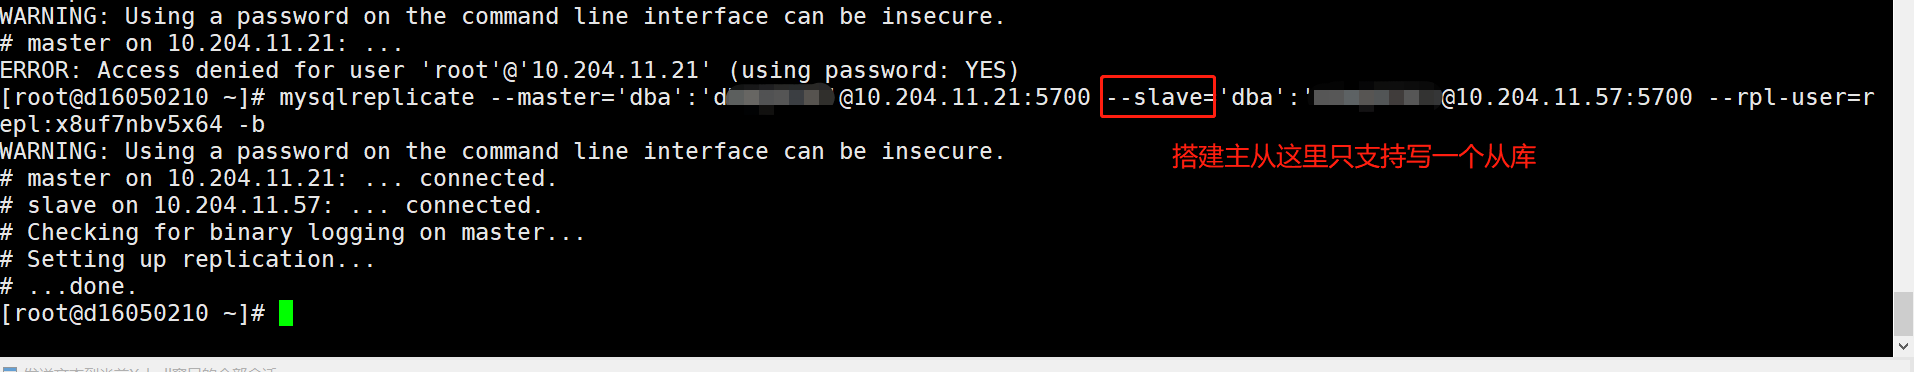 WARNING: Using a password on the command line interface can be insecure.
# master on 10.204.11.21: ...
ERROR: Access denied for user 'root'@'10.204.11.21' (using password: YES)
[root@d16050210 ~]# mysqlreplicate --master='dba':'d @10.204.11.21:5700 --slave='dba':' @10.204.11.57:5700 --rpl-user=r
epl:x8uf7nbv5x64 -b
WARNING: Using a password on the command line interface can be insecure.
搭建主从这里只支持写一个从库
# master on 10.204.11.21: ... connected.
# slave on 10.204.11.57: ... connected.
# Checking for binary logging on master...
# Setting up replication...
# ...done.
[root@d16050210 ~]#